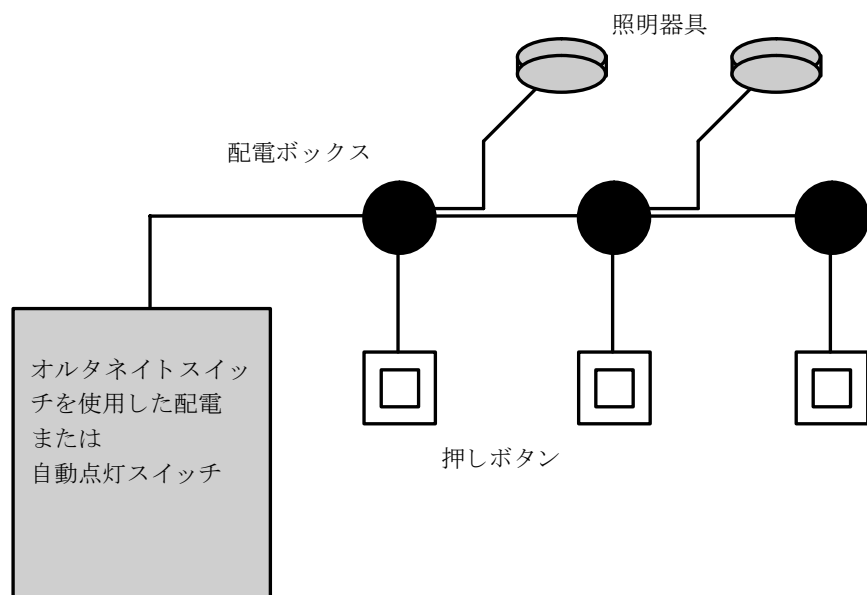 照明器具
配電ボックス
オルタネイトスイッ
チを使用した配電
または
自動点灯スイッチ
押しボタン